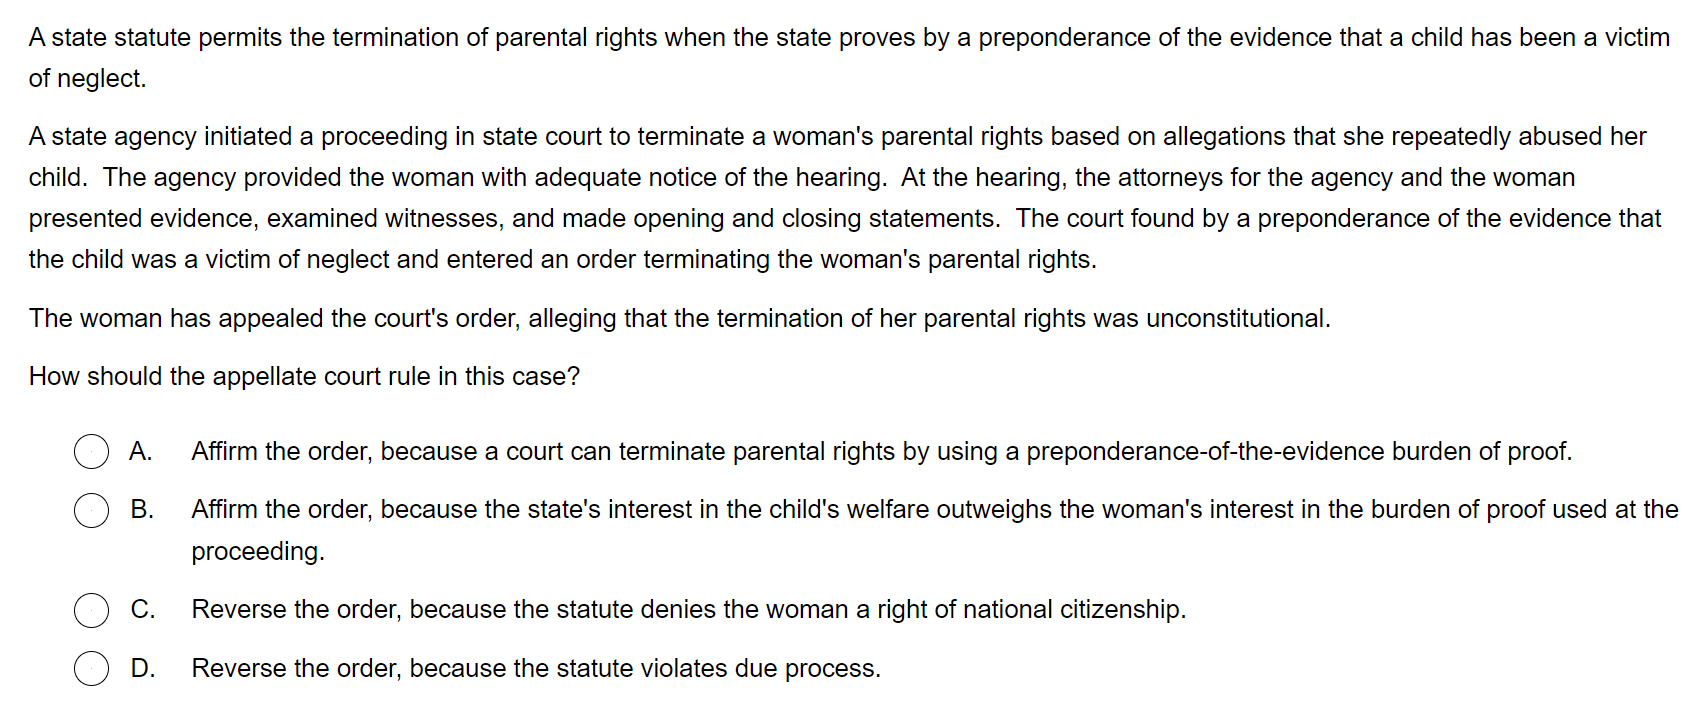 A state statute permits the termination of parental rights when the state proves by a preponderance of the evidence that a child has been a victim
of neglect.
A state agency initiated a proceeding in state court to terminate a woman's parental rights based on allegations that she repeatedly abused her
child.  The agency provided the woman with adequate notice of the hearing.  At the hearing, the attorneys for the agency and the woman
presented evidence, examined witnesses, and made opening and closing statements.  The court found by a preponderance of the evidence that
the child was a victim of neglect and entered an order terminating the woman's parental rights.
The woman has appealed the court's order, alleging that the termination of her parental rights was unconstitutional.
How should the appellate court rule in this case?
A. Affirm the order, because a court can terminate parental rights by using a preponderance-of-the-evidence burden of proof.
B. Affirm the order, because the state's interest in the child's welfare outweighs the woman's interest in the burden of proof used at the
proceeding.
C. Reverse the order, because the statute denies the woman a right of national citizenship.
D. Reverse the order, because the statute violates due process.